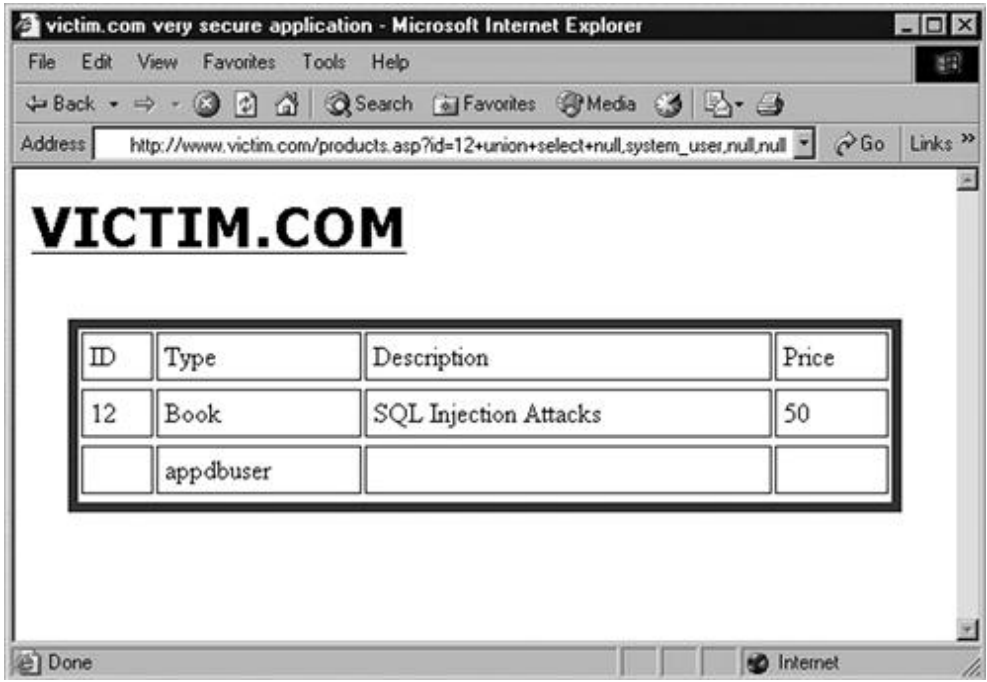 victim.com very secure application - Microsoft Internet Explorer
File Edit View Favorites Tools Help
Back Search Favorites Media
Address http://www.victim.com/products.asp?id=12+union+select+null,system_user,null,null Go Links »
VICTIM.COM
ID Type Description Price
12 Book SQL Injection Attacks 50
appdbuser
Done Internet